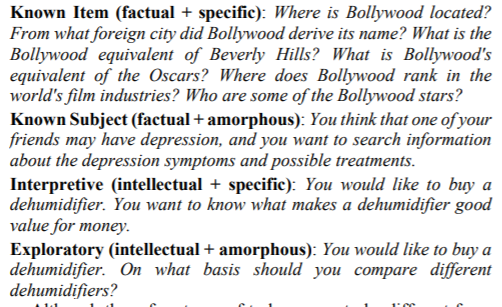 Known Item (factual + specific): Where is Bollywood located?
From what foreign city did Bollywood derive its name? What is the
Bollywood equivalent of Beverly Hills? What is Bollywood's
equivalent of the Oscars? Where does Bollywood rank in the
world's film industries? Who are some of the Bollywood stars?
Known Subject (factual + amorphous): You think that one of your
friends may have depression, and you want to search information
about the depression symptoms and possible treatments.
Interpretive (intellectual + specific): You would like to buy a
dehumidifier. You want to know what makes a dehumidifier good
value for money.
Exploratory (intellectual + amorphous): You would like to buy a
dehumidifier. On what basis should you compare different
dehumidifiers?